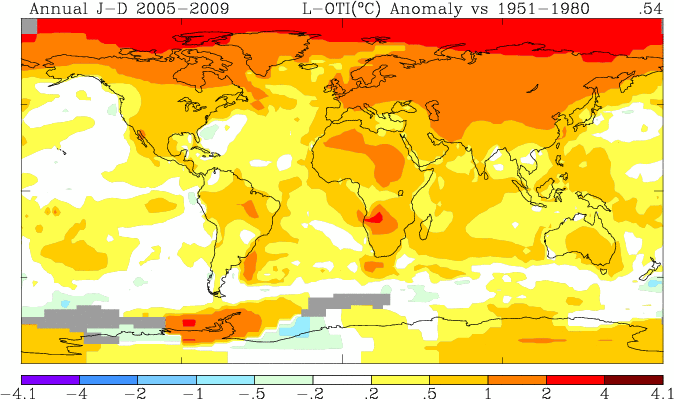 Annual J-D 2005-2009 L-OTI(°C) Anomaly vs 1951-1980 .54
-4.1 -4 -2 -1 -.5 -.2 .2 .5 1 2 4 4.1